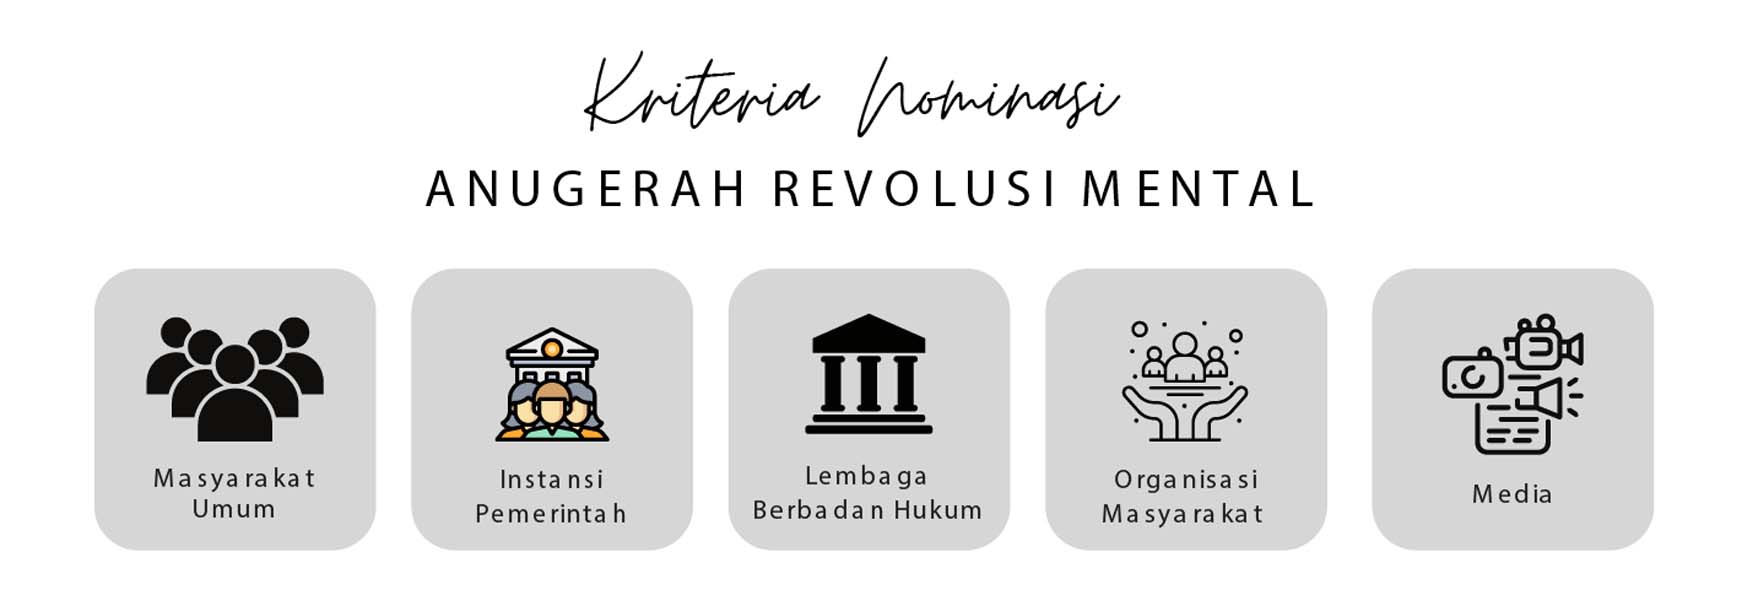 Kriteria Nominasi
ANUGERAH REVOLUSI MENTAL
Masyarakat
Umum
Instansi
Pemerintah
Lembaga
Berbadan Hukum
Organisasi
Masyarakat
Media